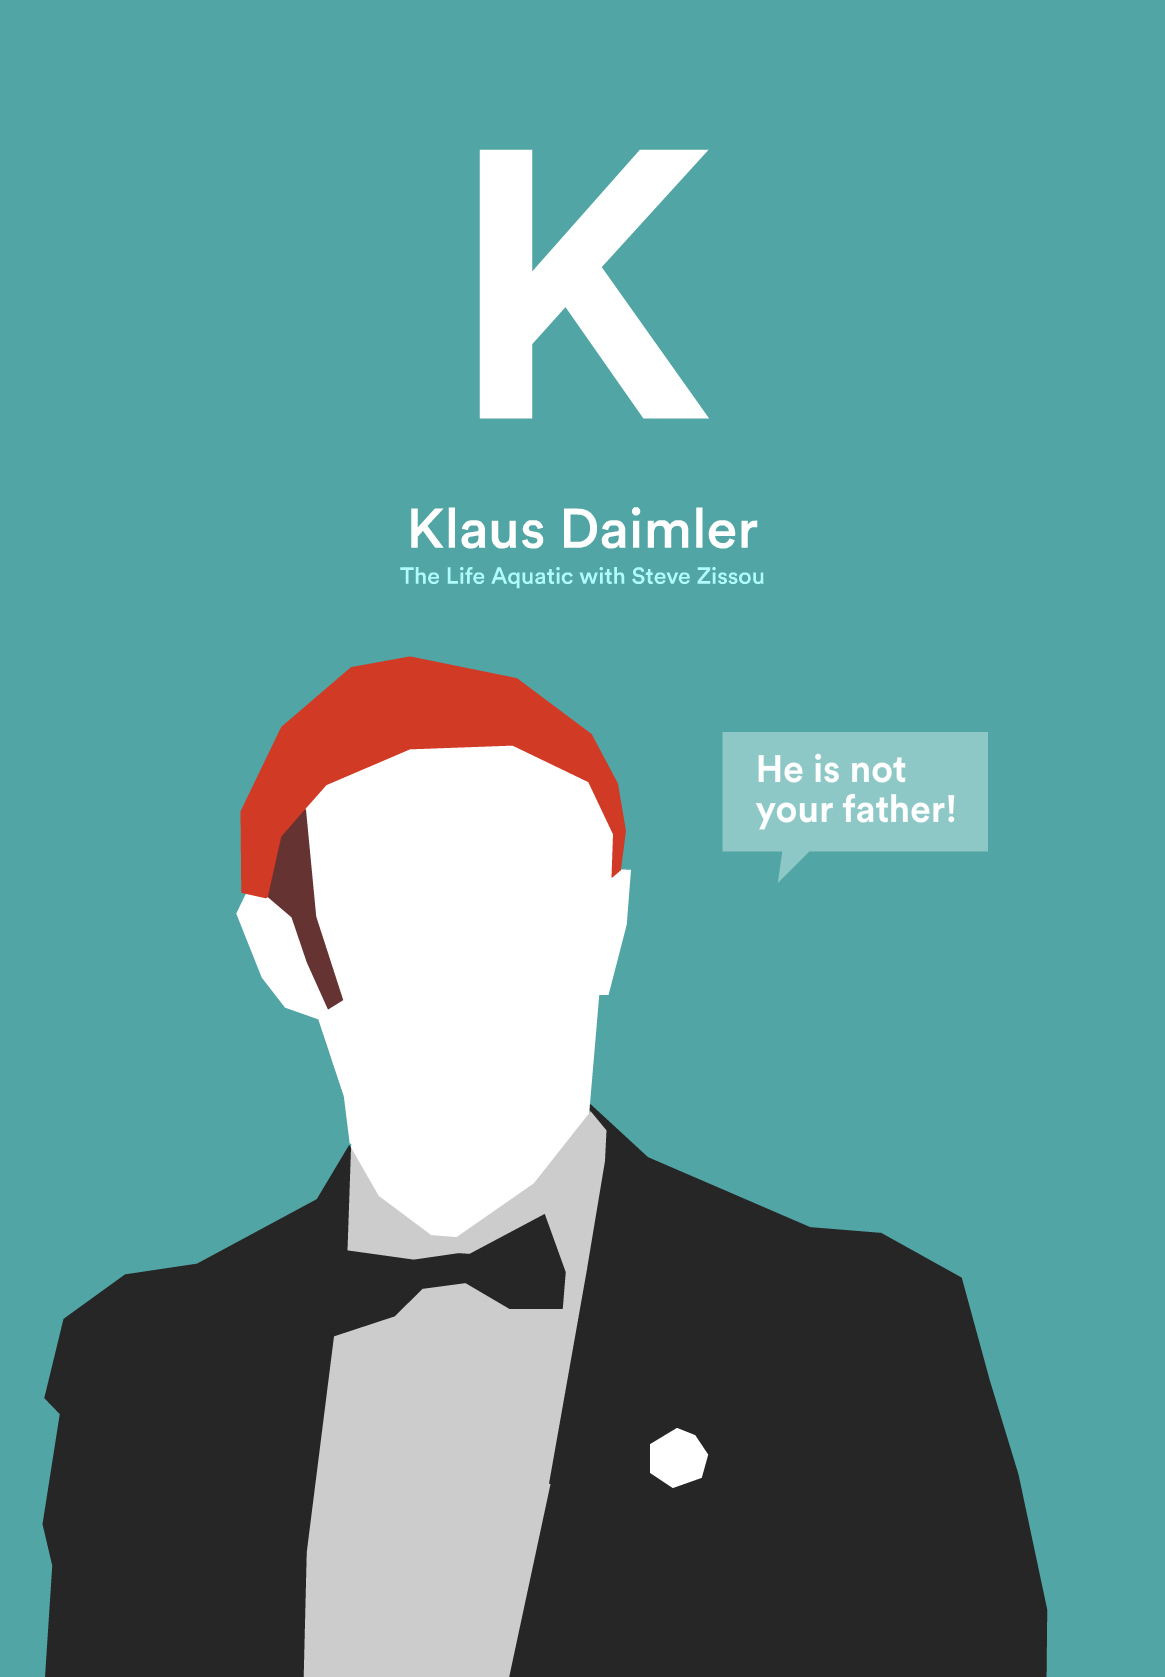 K
Klaus Daimler
The Life Aquatic with Steve Zissou
He is not
your father!